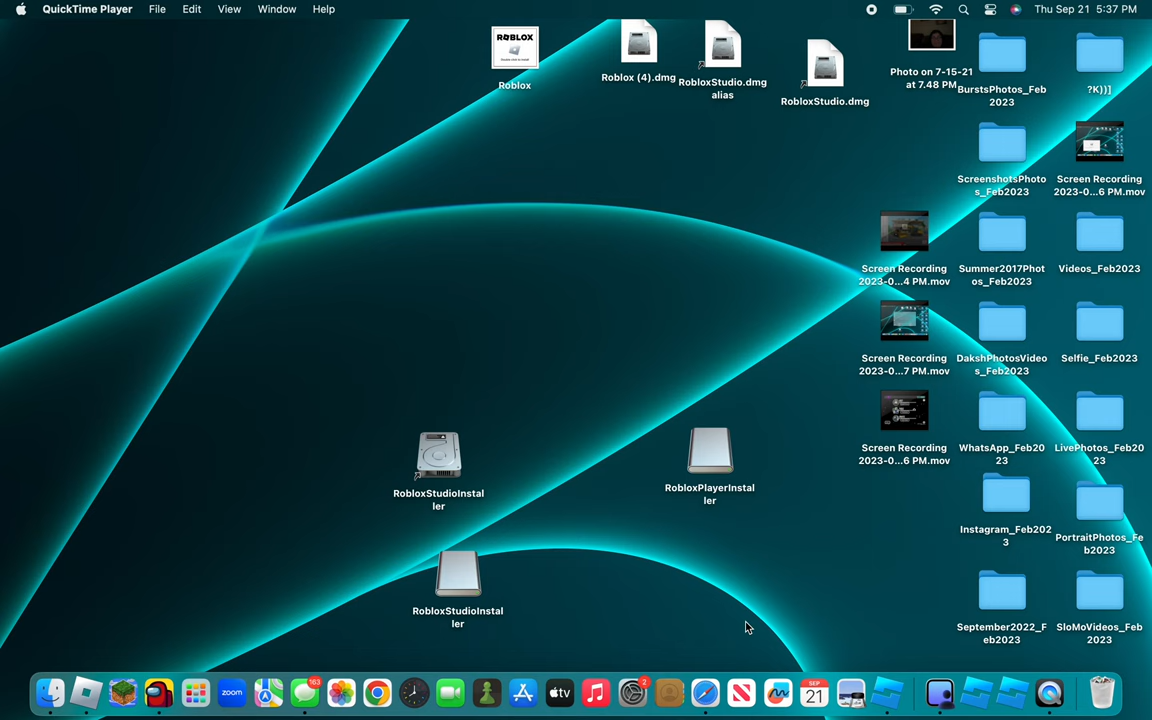 QuickTime Player File Edit View Window Help Thu Sep 21 5:37 PM
ROBLOX
Roblox
Roblox (4).dmg
RobloxStudio.dmg
alias
RobloxStudio.dmg
Photo on 7-15-21
at 7.48 PM
BurstsPhotos_Feb
2023
?K))]
ScreenshotsPhoto
s_Feb2023
Screen Recording
2023-0...6 PM.mov
Screen Recording
2023-0...4 PM.mov
Summer2017Phot
os_Feb2023
Videos_Feb2023
Screen Recording
2023-0...7 PM.mov
DakshPhotosVideo
s_Feb2023
Selfie_Feb2023
Screen Recording
2023-0...6 PM.mov
WhatsApp_Feb20
23
LivePhotos_Feb20
23
RobloxStudioInstal
ler
RobloxPlayerInstal
ler
Instagram_Feb202
3
PortraitPhotos_Fe
b2023
RobloxStudioInstal
ler
September2022_F
eb2023
SloMoVideos_Feb
2023
zoom
163
tv
2
SEP
21